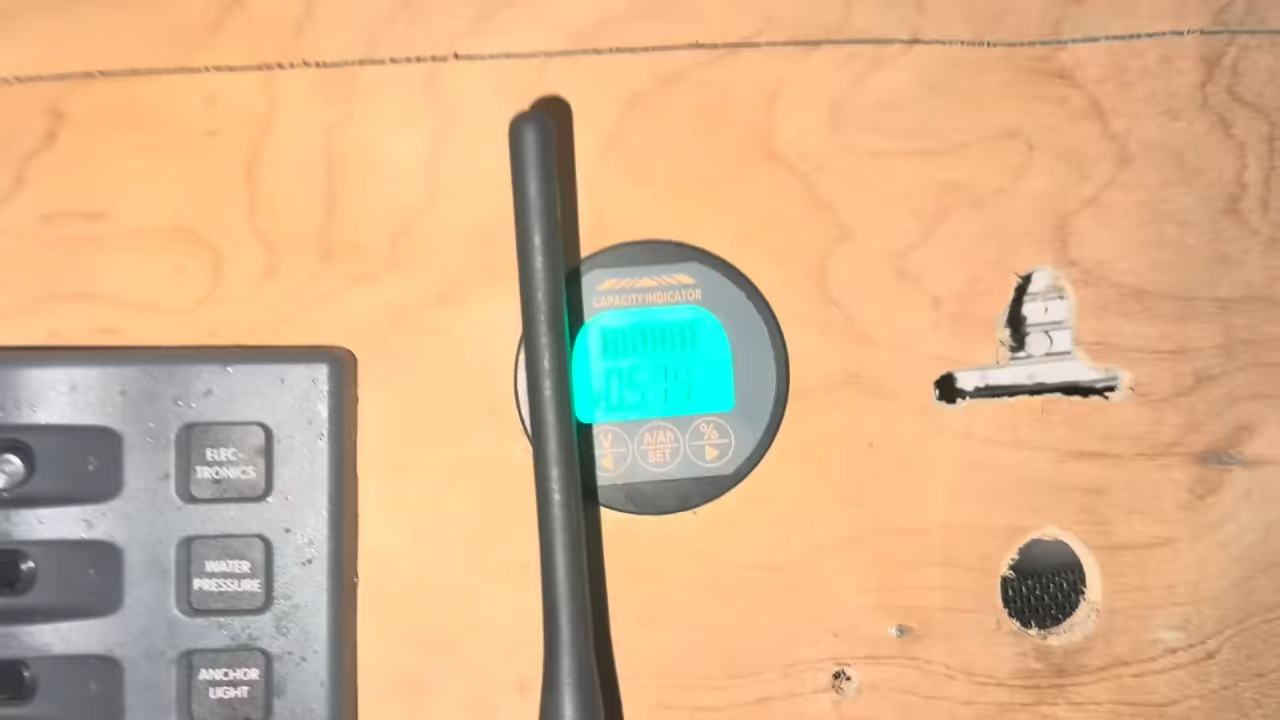 CAPACITY INDICATOR
V
A/Ah
SET
%
ELEC-
TRONICS
WATER
PRESSURE
ANCHOR
LIGHT